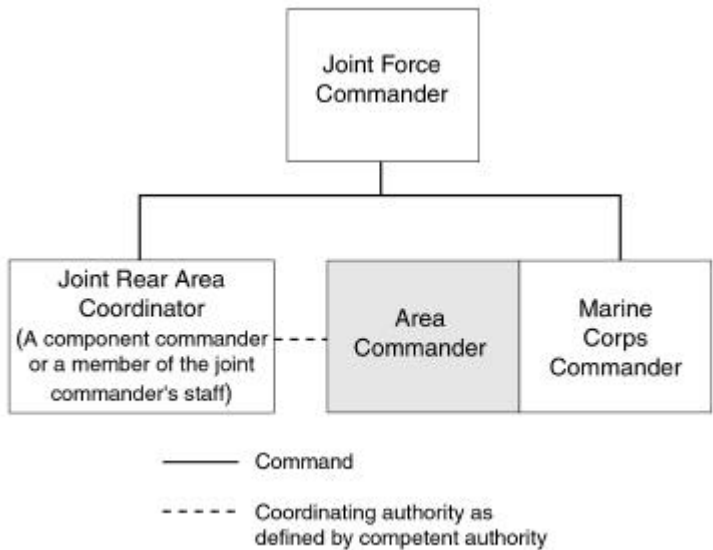 Joint Force
Commander
Joint Rear Area
Coordinator
(A component commander
or a member of the joint
commander's staff)
Area
Commander
Marine
Corps
Commander
Command
Coordinating authority as
defined by competent authority